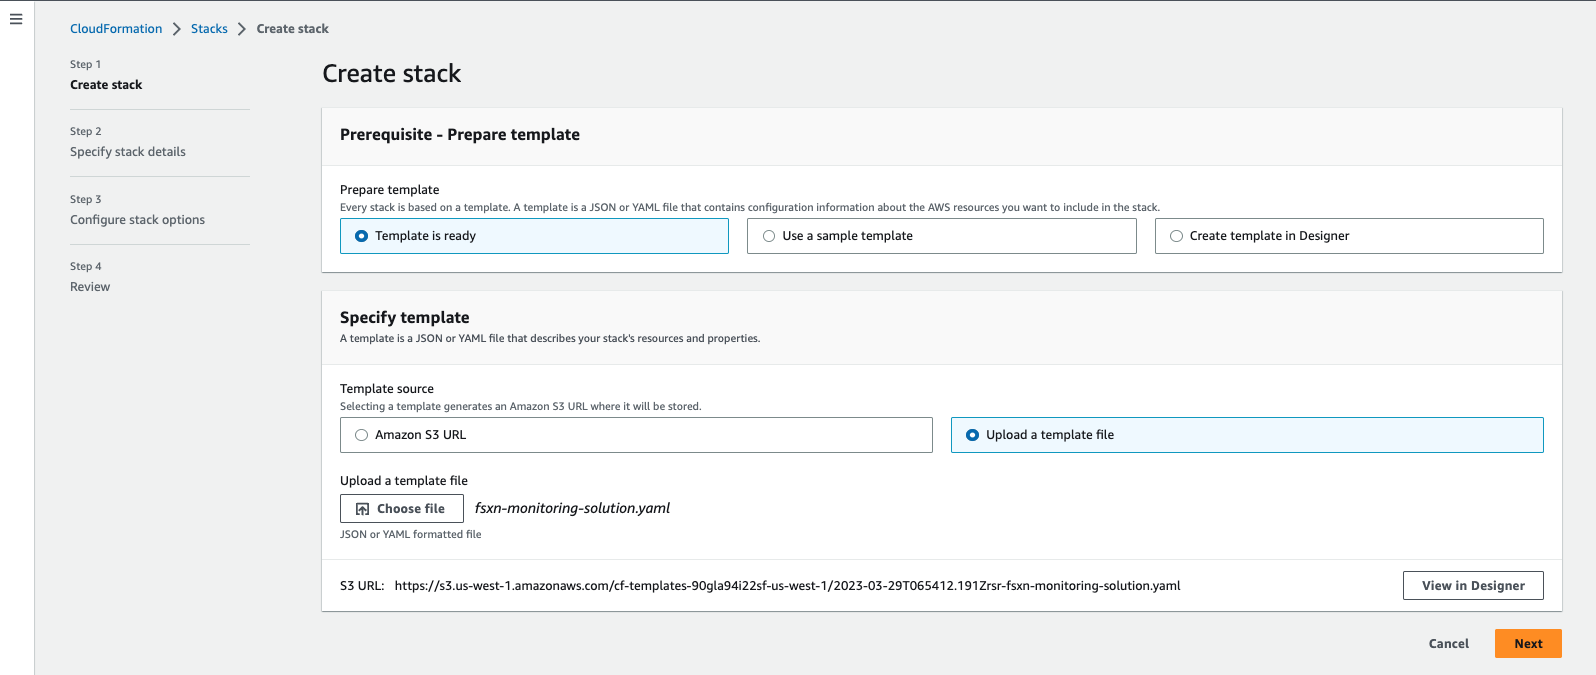 CloudFormation > Stacks > Create stack
Step 1
Create stack
Step 2
Specify stack details
Step 3
Configure stack options
Step 4
Review
Create stack
Prerequisite - Prepare template
Prepare template
Every stack is based on a template. A template is a JSON or YAML file that contains configuration information about the AWS resources you want to include in the stack.
Template is ready
Use a sample template
Create template in Designer
Specify template
A template is a JSON or YAML file that describes your stack's resources and properties.
Template source
Selecting a template generates an Amazon S3 URL where it will be stored.
Amazon S3 URL
Upload a template file
Upload a template file
Choose file fsxn-monitoring-solution.yaml
JSON or YAML formatted file
S3 URL: https://s3.us-west-1.amazonaws.com/cf-templates-90gla94i22sf-us-west-1/2023-03-29T065412.191Zrsr-fsxn-monitoring-solution.yaml
View in Designer
Cancel
Next